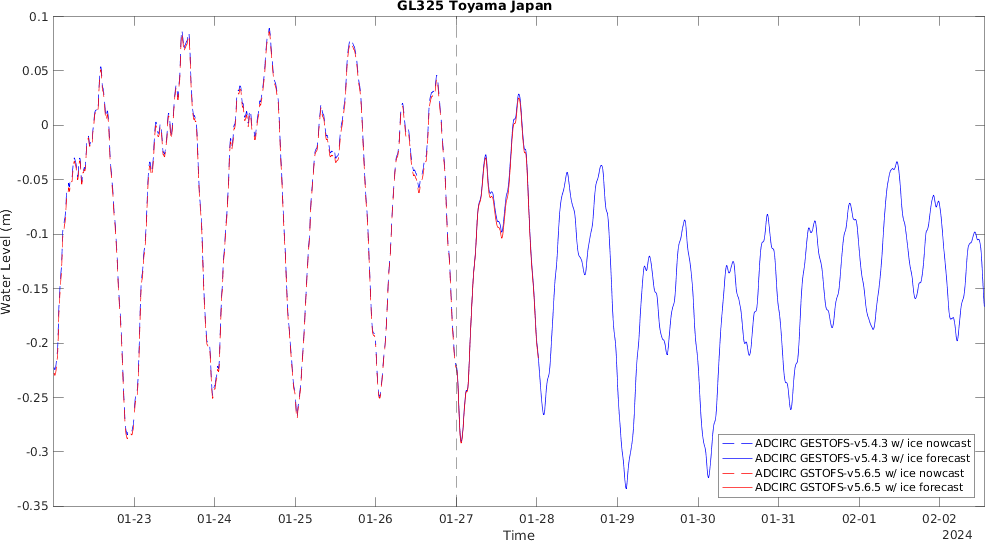 GL325 Toyama Japan
0.1
0.05
0
-0.05
-0.1
-0.15
-0.2
-0.25
-0.3
-0.35
Water Level (m)
ADCIRC GESTOFS-v5.4.3 w/ ice nowcast
ADCIRC GESTOFS-v5.4.3 w/ ice forecast
ADCIRC GSTOFS-v5.6.5 w/ ice nowcast
ADCIRC GSTOFS-v5.6.5 w/ ice forecast
01-23 01-24 01-25 01-26 01-27 01-28 01-29 01-30 01-31 02-01 02-02
Time
2024